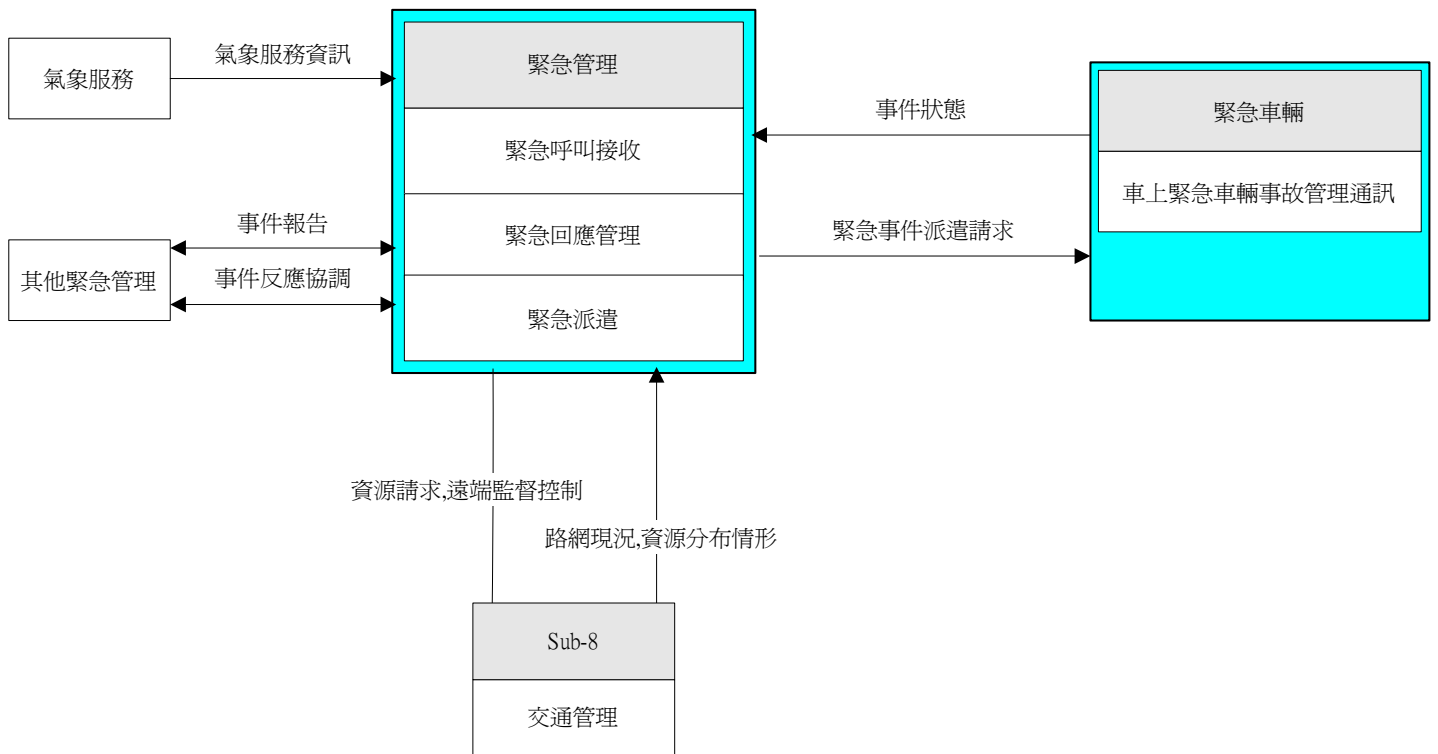 氣象服務
氣象服務資訊
緊急管理
緊急呼叫接收
緊急回應管理
緊急派遣
事件狀態
緊急車輛
車上緊急車輛事故管理通訊
事件報告
其他緊急管理
事件反應協調
緊急事件派遣請求
資源請求,遠端監督控制
路網現況,資源分布情形
Sub-8
交通管理